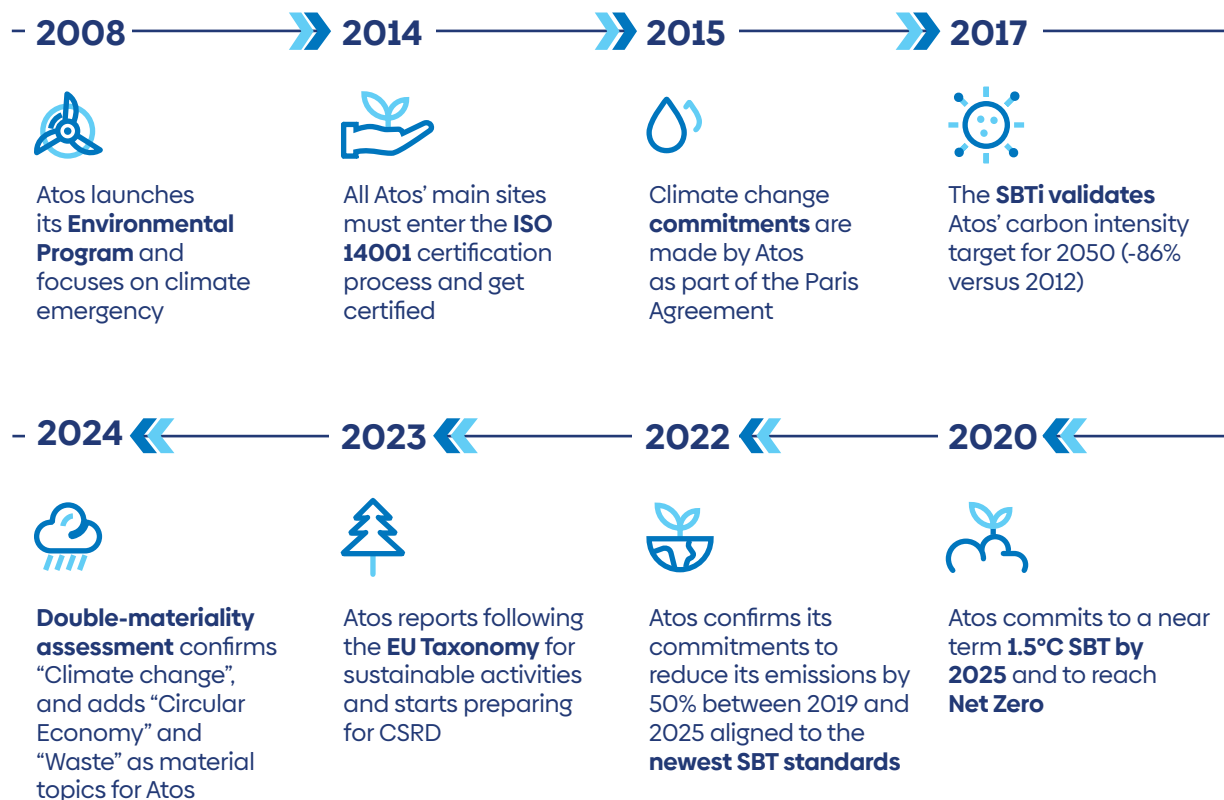 2008
Atos launches
its Environmental
Program and
focuses on climate
emergency
2014
All Atos’ main sites
must enter the ISO
14001 certification
process and get
certified
2015
Climate change
commitments are
made by Atos
as part of the Paris
Agreement
2017
The SBTi validates
Atos’ carbon intensity
target for 2050 (-86%
versus 2012)
2020
Atos commits to a near
term 1.5°C SBT by
2025 and to reach
Net Zero
2022
Atos confirms its
commitments to
reduce its emissions by
50% between 2019 and
2025 aligned to the
newest SBT standards
2023
Atos reports following
the EU Taxonomy for
sustainable activities
and starts preparing
for CSRD
2024
Double-materiality
assessment confirms
“Climate change”,
and adds “Circular
Economy” and
“Waste” as material
topics for Atos